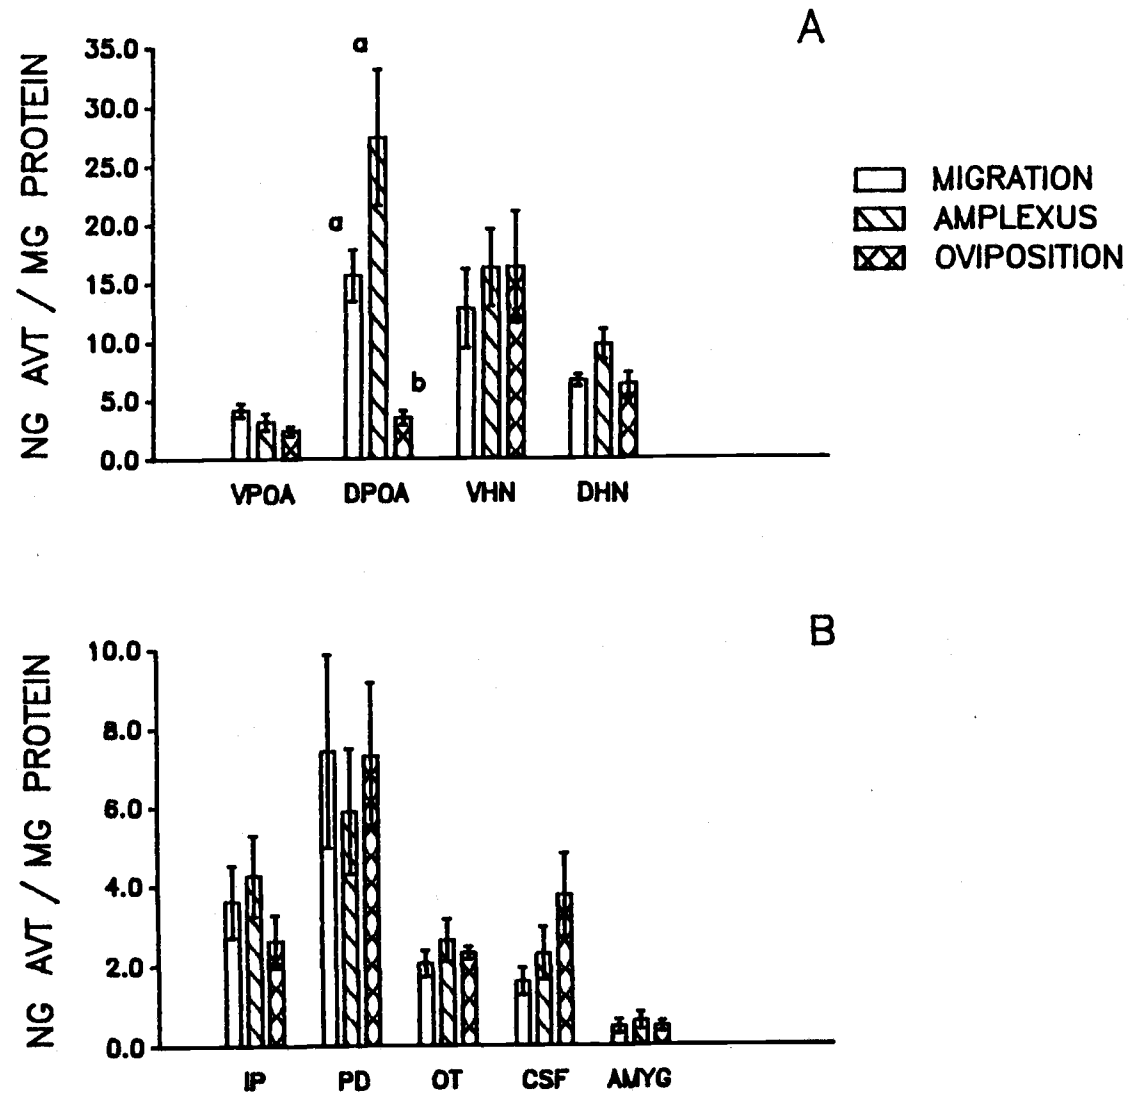 A
NG AVT / MG PROTEIN
35.0
30.0
25.0
20.0
15.0
10.0
5.0
0.0
a
a
b
VPOA DPOA VHN DHN
MIGRATION
AMPLEXUS
OVIPOSITION
B
NG AVT / MG PROTEIN
10.0
8.0
6.0
4.0
2.0
0.0
IP PD OT CSF AMYG